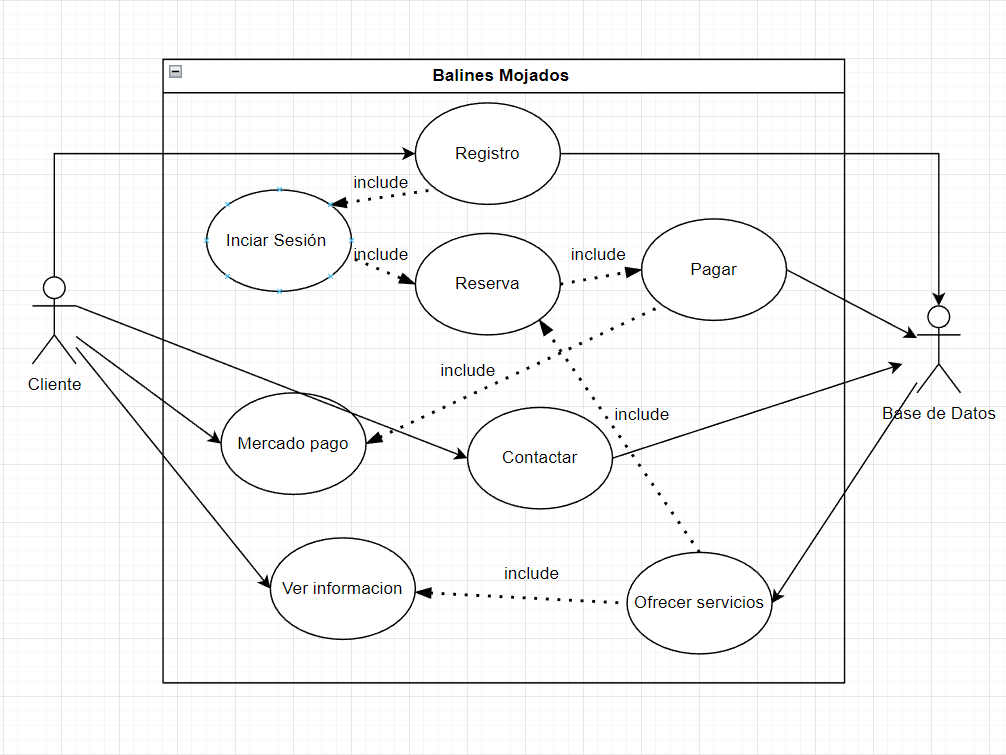 Balines Mojados
Registro
include
Inciar Sesión
include
Reserva
include
Pagar
Cliente
include
Base de Datos
include
Mercado pago
Contactar
include
Ver informacion
Ofrecer servicios